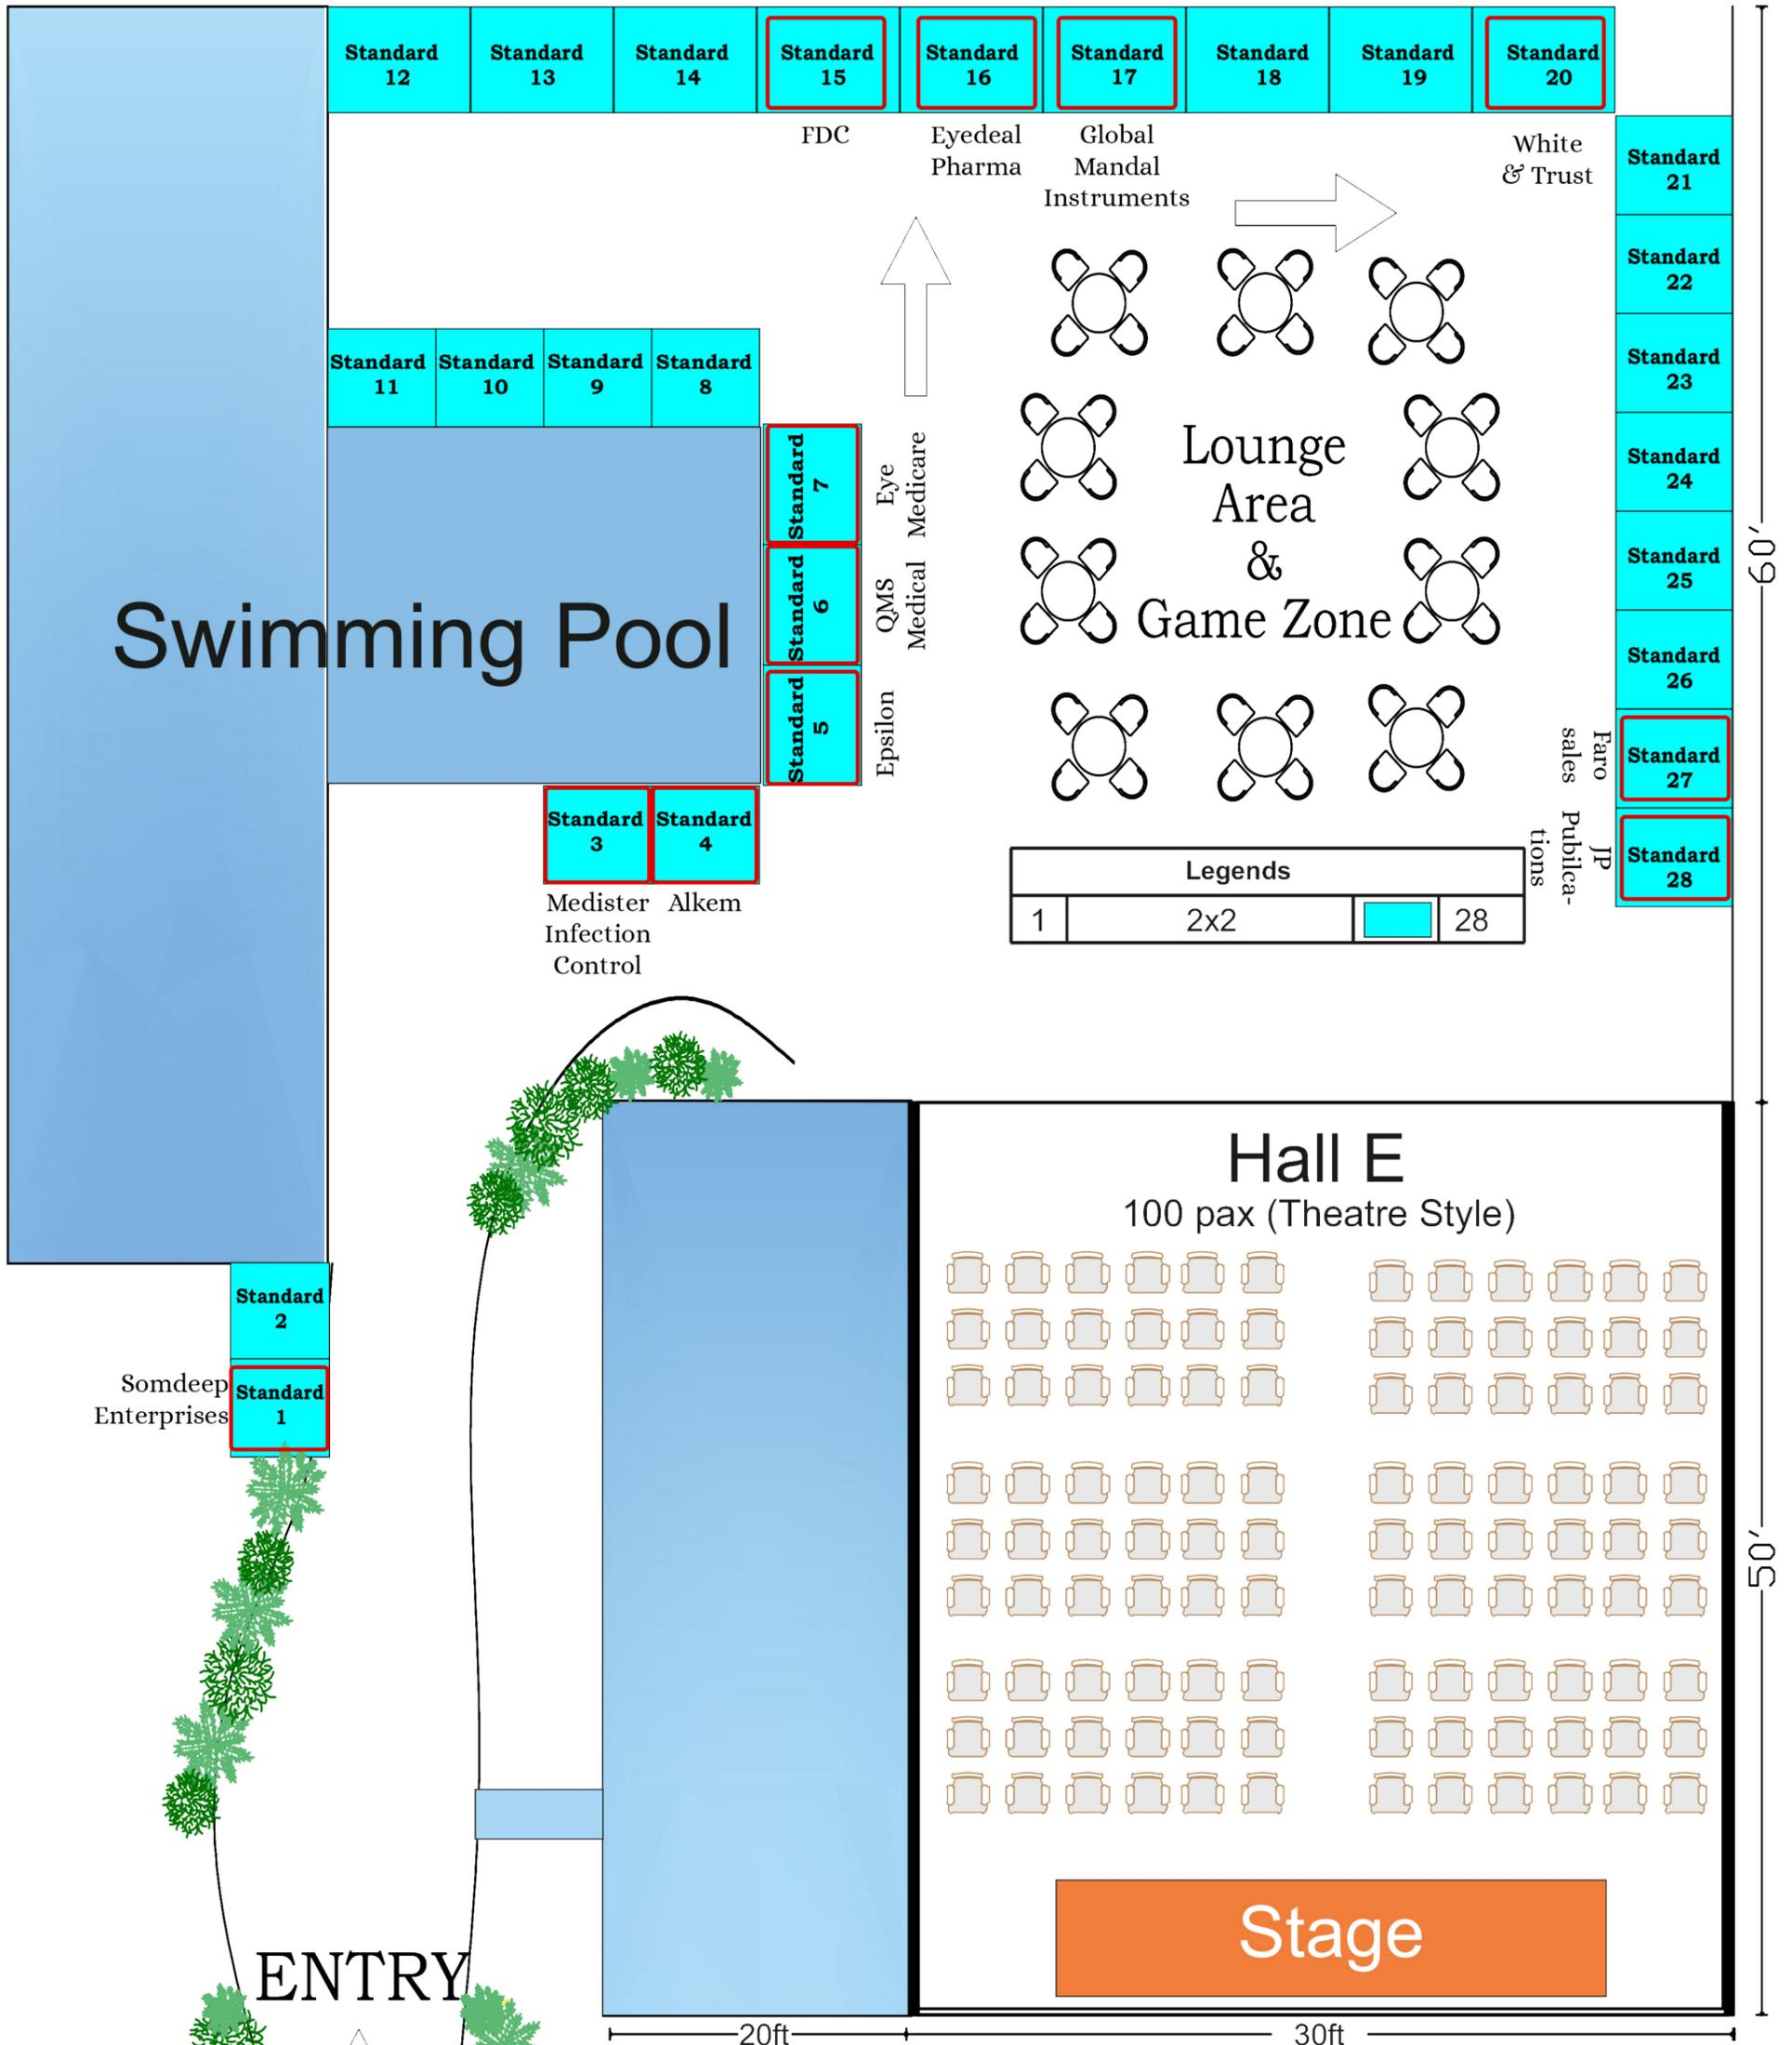 Standard
12
Standard
13
Standard
14
Standard
15
Standard
16
Standard
17
Standard
18
Standard
19
Standard
20
FDC
Eyedeal
Pharma
Global
Mandal
Instruments
White
& Trust
Standard
21
Standard
22
Standard
23
Standard
24
Standard
25
Standard
26
Standard
27
Standard
28
Faro
sales
JP
Pubilca-
tions
60'
Standard
11
Standard
10
Standard
9
Standard
8
Standard
7
Eye
Medicare
Standard
6
QMS
Medical
Standard
5
Epsilon
Swimming Pool
Lounge
Area
&
Game Zone
Standard
3
Standard
4
Medister
Infection
Control
Alkem
Legends
1 2x2 28
Hall E
100 pax (Theatre Style)
Standard
2
Somdeep
Enterprises
Standard
1
50'
Stage
ENTRY
20ft
30ft